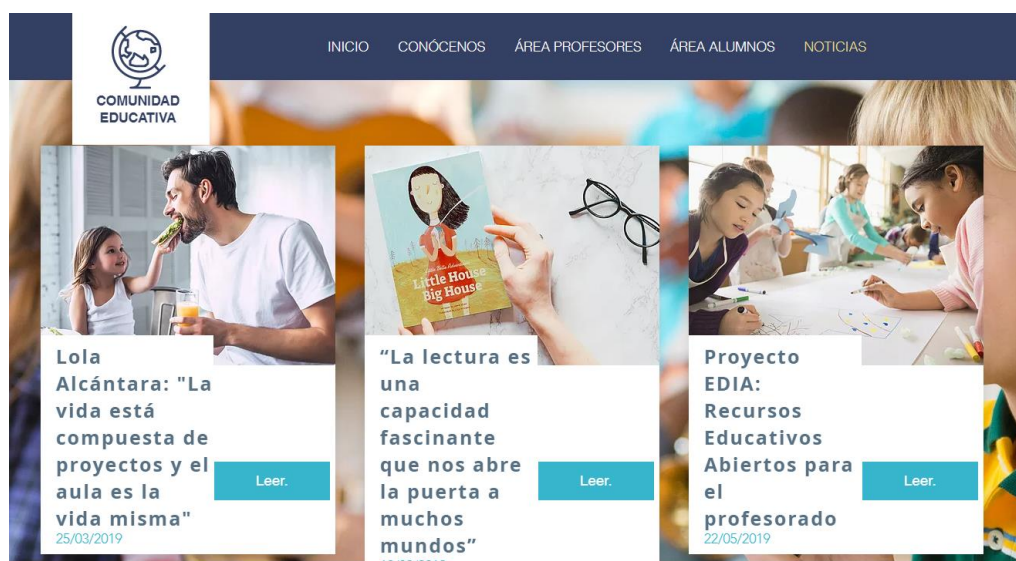 COMUNIDAD
EDUCATIVA
INICIO CONÓCENOS ÁREA PROFESORES ÁREA ALUMNOS NOTICIAS
Little House
Big House
Lola
Alcántara: "La
vida está
compuesta de
proyectos y el
aula es la
vida misma"
25/03/2019
Leer.
“La lectura es
una
capacidad
fascinante
que nos abre
la puerta a
muchos
mundos”
Leer.
Proyecto
EDIA:
Recursos
Educativos
Abiertos para
el
profesorado
22/05/2019
Leer.